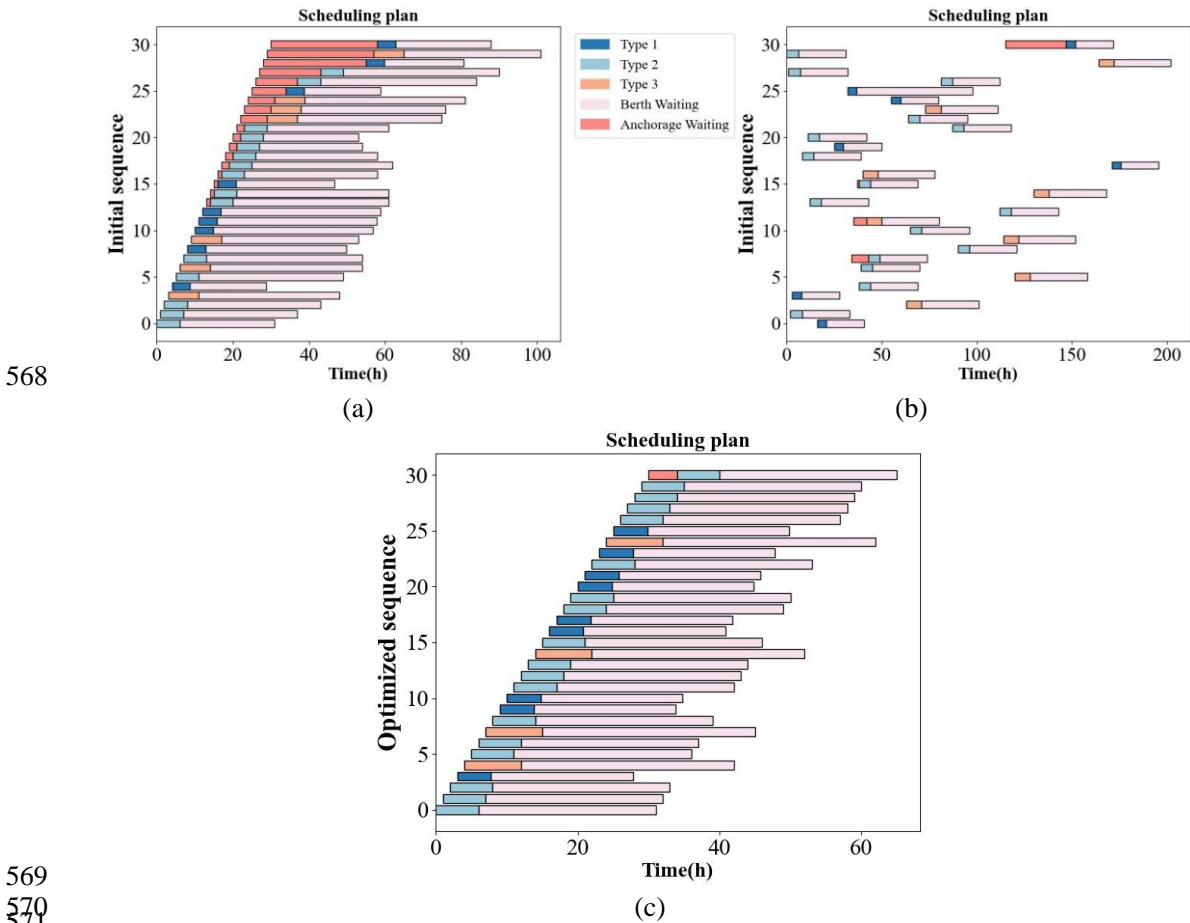 Scheduling plan
Initial sequence
30
25
20
15
10
5
0
0 20 40 60 80 100
Time(h)
Type 1
Type 2
Type 3
Berth Waiting
Anchorage Waiting
Scheduling plan
Initial sequence
30
25
20
15
10
5
0
0 50 100 150 200
Time(h)
568
(a) (b)
Scheduling plan
Optimized sequence
30
25
20
15
10
5
0
0 20 40 60
Time(h)
569
570 (c)
571